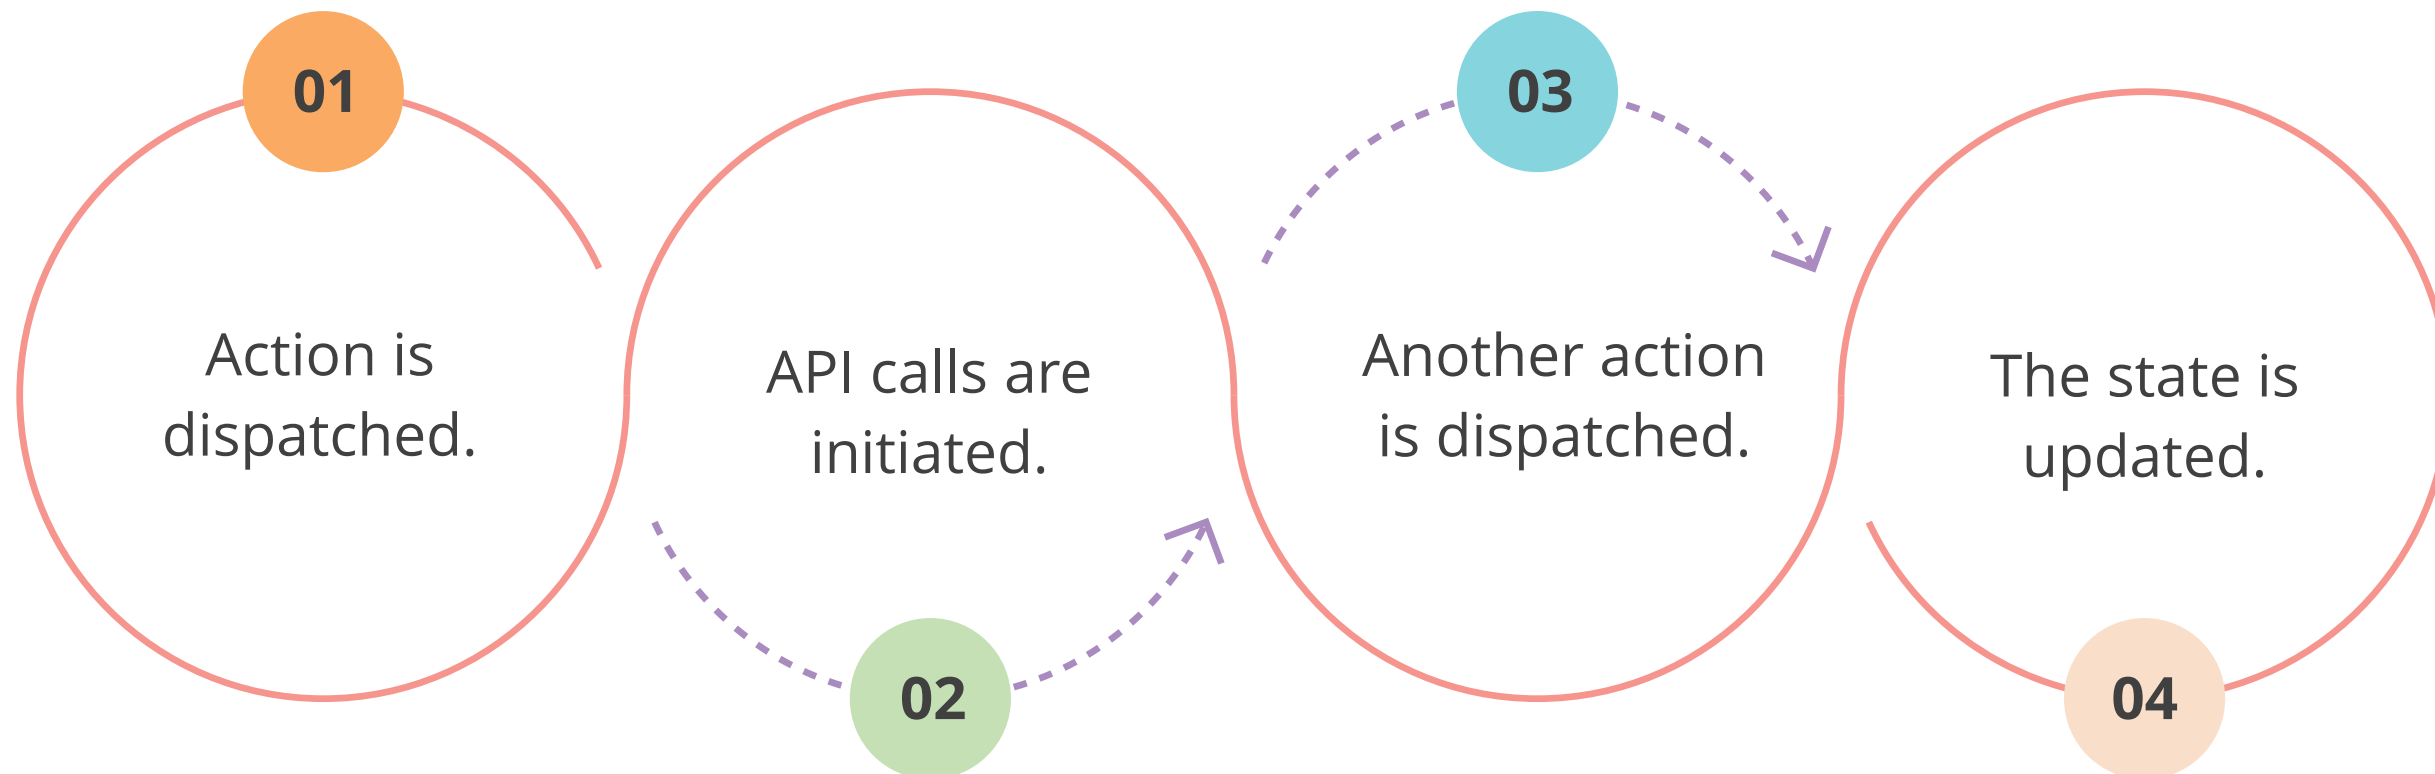 01
Action is
dispatched.
02
API calls are
initiated.
03
Another action
is dispatched.
04
The state is
updated.